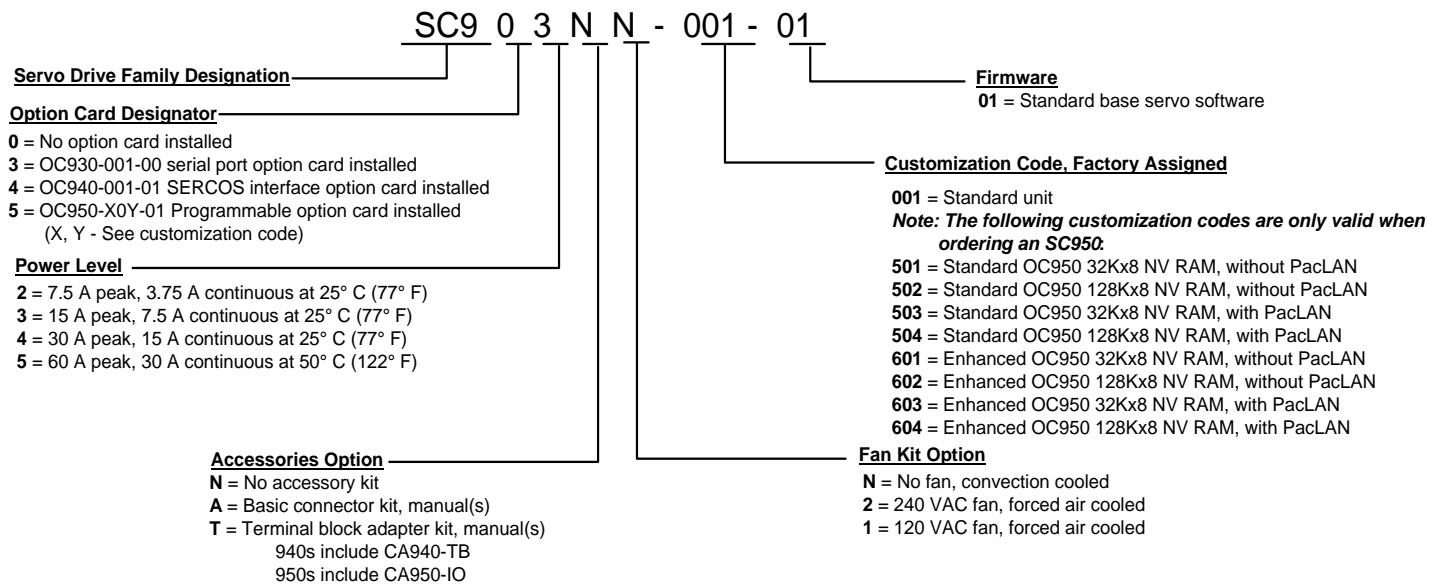 SC9 0 3 N N - 001 - 01
Servo Drive Family Designation
Option Card Designator
0 = No option card installed
3 = OC930-001-00 serial port option card installed
4 = OC940-001-01 SERCOS interface option card installed
5 = OC950-X0Y-01 Programmable option card installed
(X, Y - See customization code)
Power Level
2 = 7.5 A peak, 3.75 A continuous at 25° C (77° F)
3 = 15 A peak, 7.5 A continuous at 25° C (77° F)
4 = 30 A peak, 15 A continuous at 25° C (77° F)
5 = 60 A peak, 30 A continuous at 50° C (122° F)
Accessories Option
N = No accessory kit
A = Basic connector kit, manual(s)
T = Terminal block adapter kit, manual(s)
940s include CA940-TB
950s include CA950-IO
Firmware
01 = Standard base servo software
Customization Code, Factory Assigned
001 = Standard unit
Note: The following customization codes are only valid when
ordering an SC950:
501 = Standard OC950 32Kx8 NV RAM, without PacLAN
502 = Standard OC950 128Kx8 NV RAM, without PacLAN
503 = Standard OC950 32Kx8 NV RAM, with PacLAN
504 = Standard OC950 128Kx8 NV RAM, with PacLAN
601 = Enhanced OC950 32Kx8 NV RAM, without PacLAN
602 = Enhanced OC950 128Kx8 NV RAM, without PacLAN
603 = Enhanced OC950 32Kx8 NV RAM, with PacLAN
604 = Enhanced OC950 128Kx8 NV RAM, with PacLAN
Fan Kit Option
N = No fan, convection cooled
2 = 240 VAC fan, forced air cooled
1 = 120 VAC fan, forced air cooled